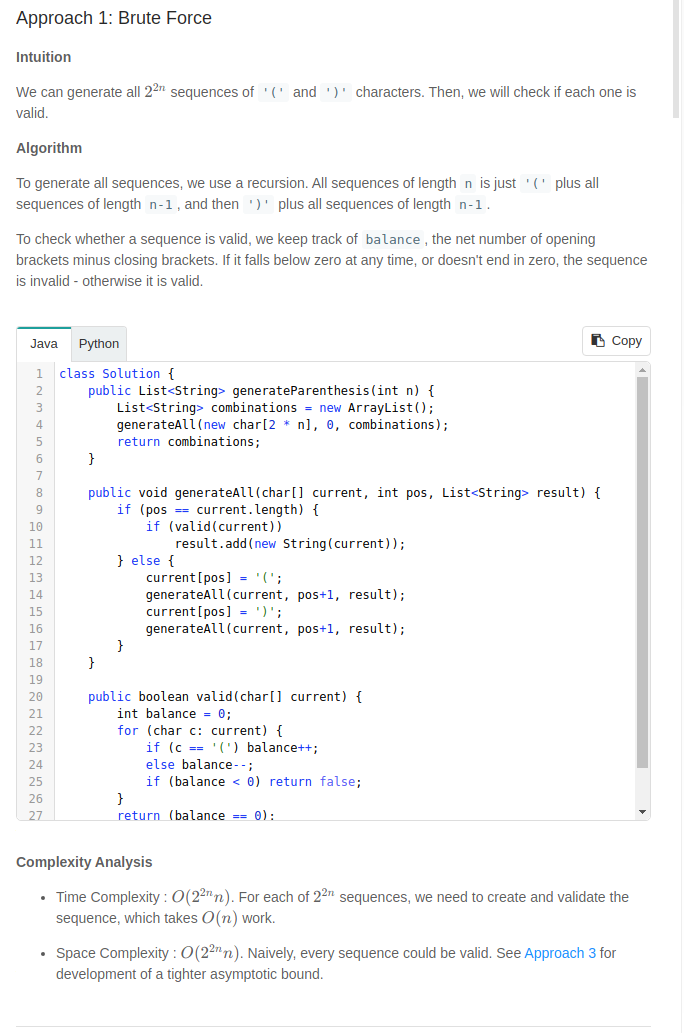 Approach 1: Brute Force
Intuition
We can generate all 2^{2n} sequences of '(' and ')' characters. Then, we will check if each one is
valid.
Algorithm
To generate all sequences, we use a recursion. All sequences of length n is just '(' plus all
sequences of length n-1 , and then ')' plus all sequences of length n-1 .
To check whether a sequence is valid, we keep track of balance , the net number of opening
brackets minus closing brackets. If it falls below zero at any time, or doesn't end in zero, the sequence
is invalid - otherwise it is valid.
Java Python Copy
1 class Solution {
2     public List<String> generateParenthesis(int n) {
3         List<String> combinations = new ArrayList();
4         generateAll(new char[2 * n], 0, combinations);
5         return combinations;
6     }
7
8     public void generateAll(char[] current, int pos, List<String> result) {
9         if (pos == current.length) {
10             if (valid(current))
11                 result.add(new String(current));
12         } else {
13             current[pos] = '(';
14             generateAll(current, pos+1, result);
15             current[pos] = ')';
16             generateAll(current, pos+1, result);
17         }
18     }
19
20     public boolean valid(char[] current) {
21         int balance = 0;
22         for (char c: current) {
23             if (c == '(') balance++;
24             else balance--;
25             if (balance < 0) return false;
26         }
27         return (balance == 0);
Complexity Analysis
• Time Complexity : O(2^{2n}n). For each of 2^{2n} sequences, we need to create and validate the
sequence, which takes O(n) work.
• Space Complexity : O(2^{2n}n). Naively, every sequence could be valid. See Approach 3 for
development of a tighter asymptotic bound.